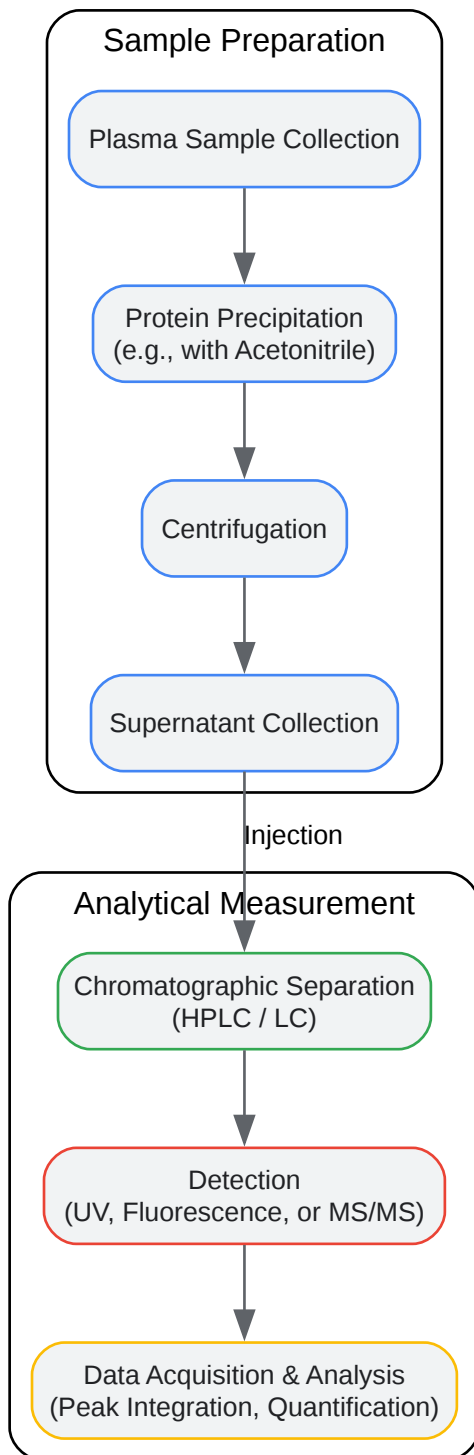 Sample Preparation
Plasma Sample Collection
Protein Precipitation
(e.g., with Acetonitrile)
Centrifugation
Supernatant Collection
Injection
Analytical Measurement
Chromatographic Separation
(HPLC / LC)
Detection
(UV, Fluorescence, or MS/MS)
Data Acquisition & Analysis
(Peak Integration, Quantification)